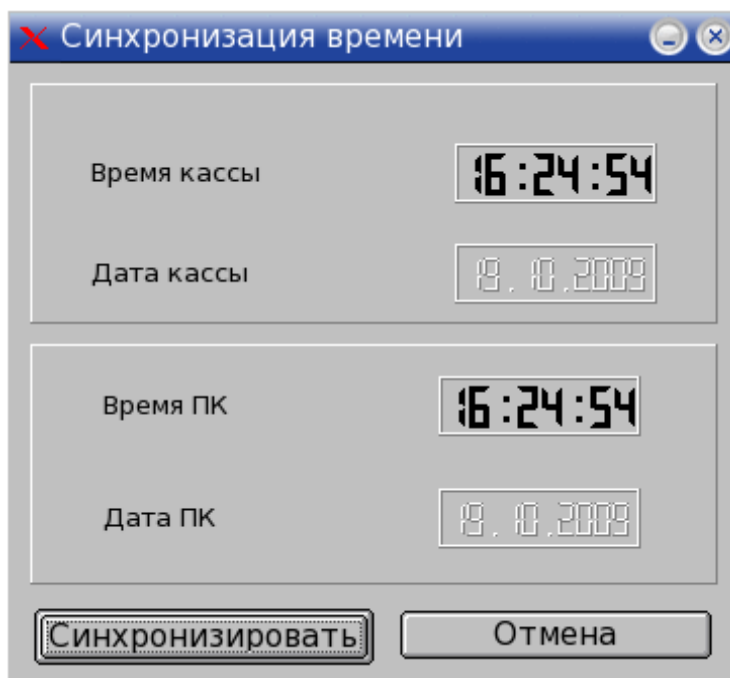 Синхронизация времени
Время кассы 16:24:54
Дата кассы 19.10.2009
Время ПК 16:24:54
Дата ПК 19.10.2009
Синхронизировать Отмена